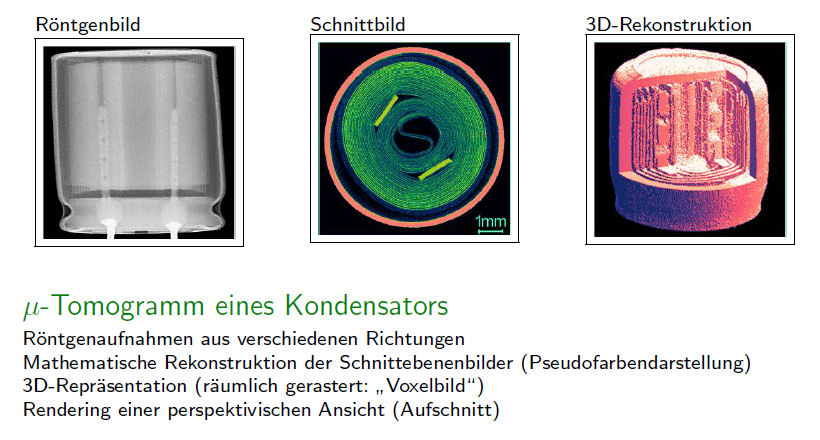 Röntgenbild
Schnittbild
3D-Rekonstruktion
1mm
μ-Tomogramm eines Kondensators
Röntgenaufnahmen aus verschiedenen Richtungen
Mathematische Rekonstruktion der Schnittebenenbilder (Pseudofarbendarstellung)
3D-Repräsentation (räumlich gerastert: „Voxelbild“)
Rendering einer perspektivischen Ansicht (Aufschnitt)